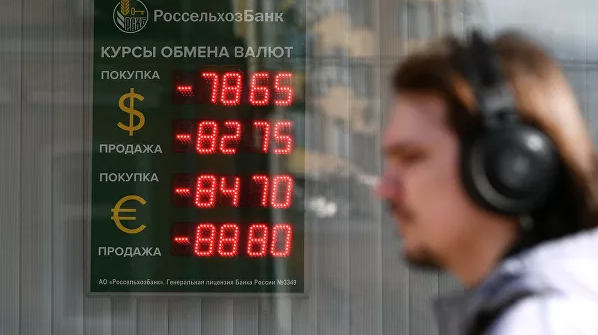 РоссельхозБанк
КУРСЫ ОБМЕНА ВАЛЮТ
ПОКУПКА
$ -7865
ПРОДАЖА -8275
ПОКУПКА -8470
€
ПРОДАЖА -8880
АО «Россельхозбанк». Генеральная лицензия Банка России №3349